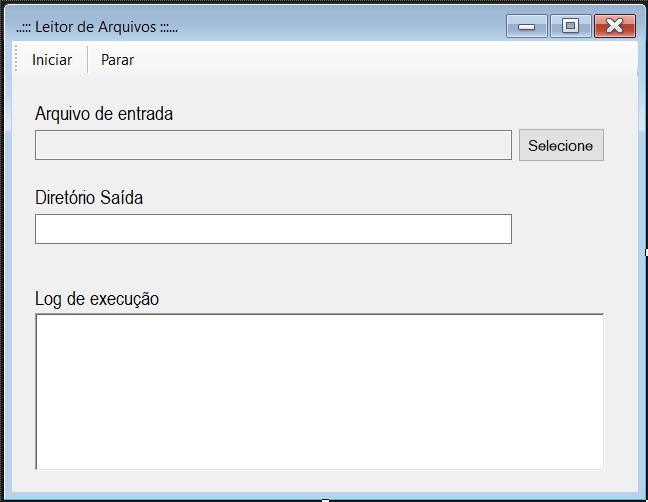 ..::: Leitor de Arquivos :::...
Iniciar Parar
Arquivo de entrada
Selecione
Diretório Saída
Log de execução